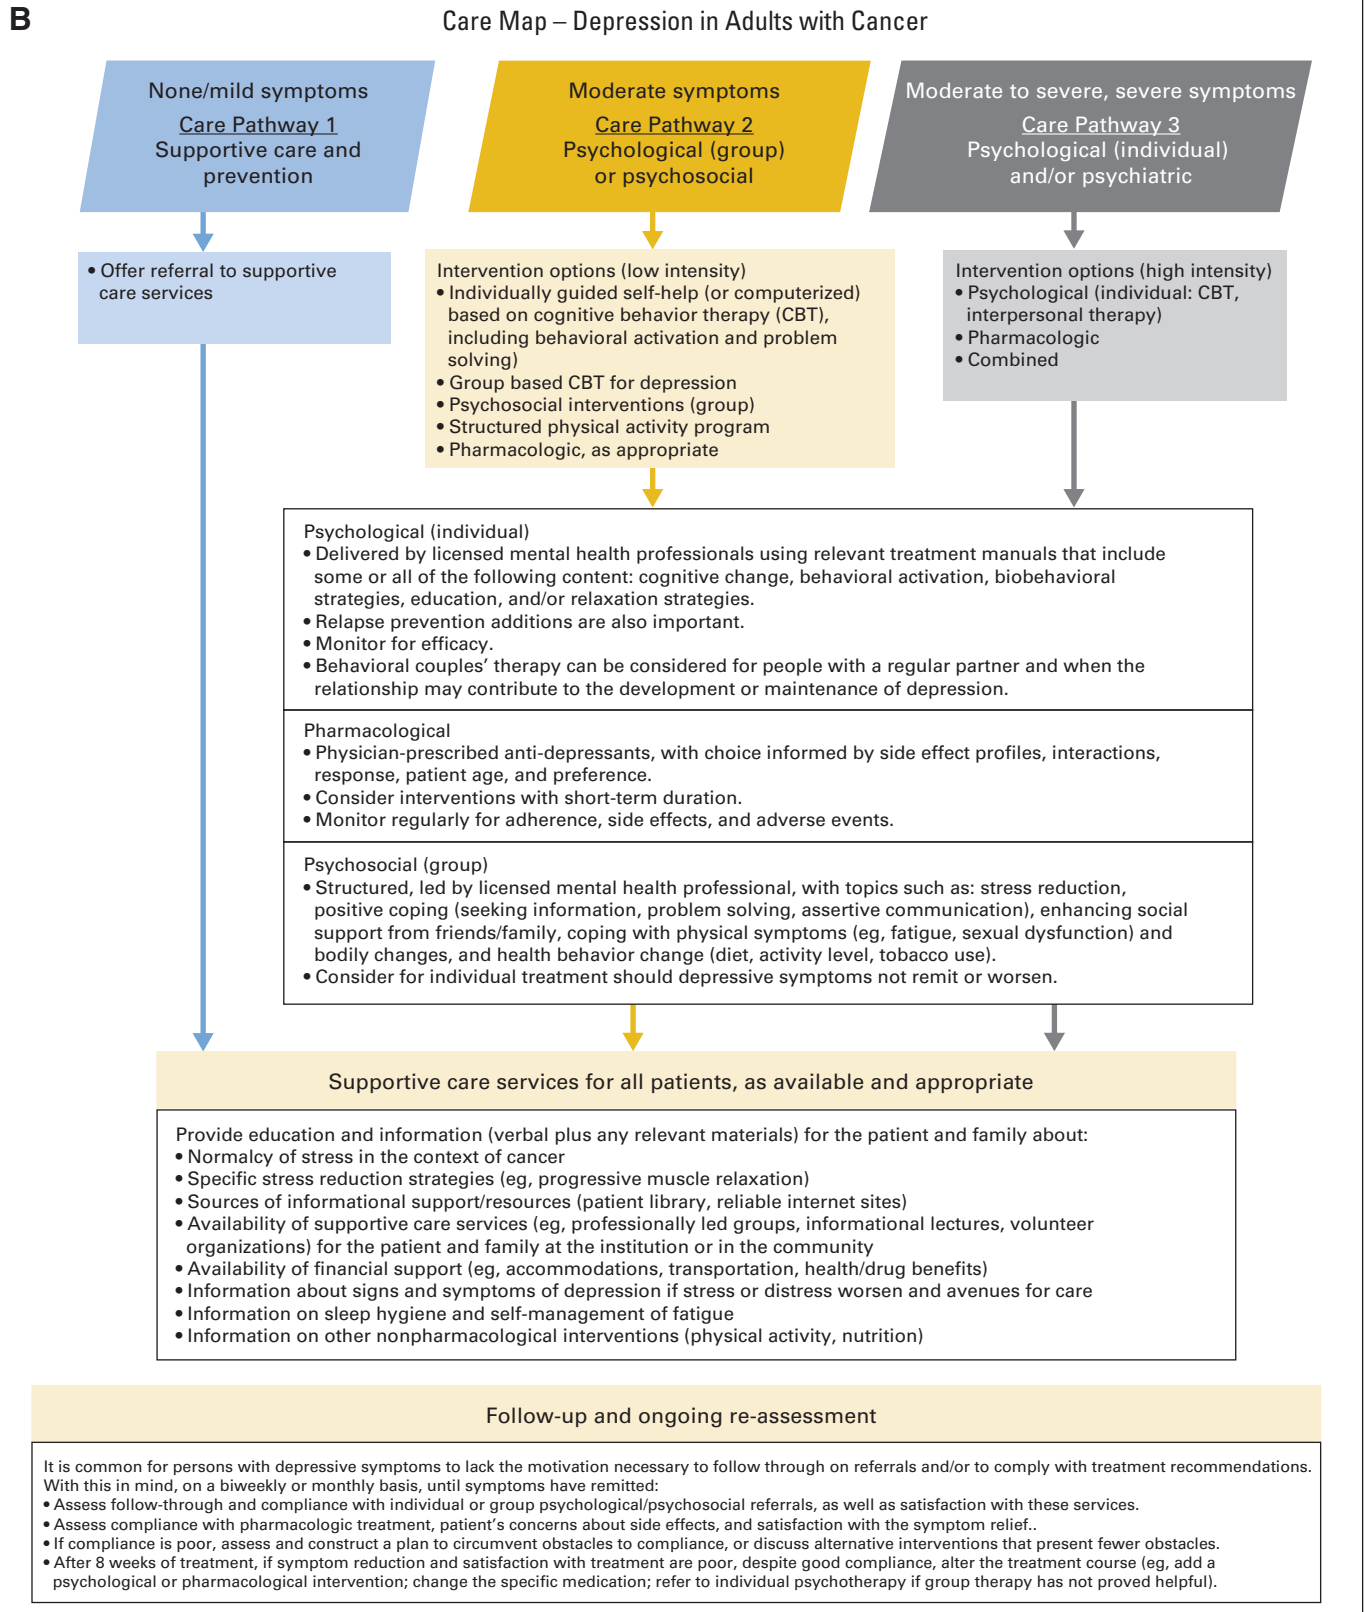 B
Care Map – Depression in Adults with Cancer
None/mild symptoms
Care Pathway 1
Supportive care and
prevention
Moderate symptoms
Care Pathway 2
Psychological (group)
or psychosocial
Moderate to severe, severe symptoms
Care Pathway 3
Psychological (individual)
and/or psychiatric
• Offer referral to supportive
care services
Intervention options (low intensity)
• Individually guided self-help (or computerized)
based on cognitive behavior therapy (CBT),
including behavioral activation and problem
solving)
• Group based CBT for depression
• Psychosocial interventions (group)
• Structured physical activity program
• Pharmacologic, as appropriate
Intervention options (high intensity)
• Psychological (individual: CBT,
interpersonal therapy)
• Pharmacologic
• Combined
Psychological (individual)
• Delivered by licensed mental health professionals using relevant treatment manuals that include
some or all of the following content: cognitive change, behavioral activation, biobehavioral
strategies, education, and/or relaxation strategies.
• Relapse prevention additions are also important.
• Monitor for efficacy.
• Behavioral couples’ therapy can be considered for people with a regular partner and when the
relationship may contribute to the development or maintenance of depression.
Pharmacological
• Physician-prescribed anti-depressants, with choice informed by side effect profiles, interactions,
response, patient age, and preference.
• Consider interventions with short-term duration.
• Monitor regularly for adherence, side effects, and adverse events.
Psychosocial (group)
• Structured, led by licensed mental health professional, with topics such as: stress reduction,
positive coping (seeking information, problem solving, assertive communication), enhancing social
support from friends/family, coping with physical symptoms (eg, fatigue, sexual dysfunction) and
bodily changes, and health behavior change (diet, activity level, tobacco use).
• Consider for individual treatment should depressive symptoms not remit or worsen.
Supportive care services for all patients, as available and appropriate
Provide education and information (verbal plus any relevant materials) for the patient and family about:
• Normalcy of stress in the context of cancer
• Specific stress reduction strategies (eg, progressive muscle relaxation)
• Sources of informational support/resources (patient library, reliable internet sites)
• Availability of supportive care services (eg, professionally led groups, informational lectures, volunteer
organizations) for the patient and family at the institution or in the community
• Availability of financial support (eg, accommodations, transportation, health/drug benefits)
• Information about signs and symptoms of depression if stress or distress worsen and avenues for care
• Information on sleep hygiene and self-management of fatigue
• Information on other nonpharmacological interventions (physical activity, nutrition)
Follow-up and ongoing re-assessment
It is common for persons with depressive symptoms to lack the motivation necessary to follow through on referrals and/or to comply with treatment recommendations.
With this in mind, on a biweekly or monthly basis, until symptoms have remitted:
• Assess follow-through and compliance with individual or group psychological/psychosocial referrals, as well as satisfaction with these services.
• Assess compliance with pharmacologic treatment, patient’s concerns about side effects, and satisfaction with the symptom relief..
• If compliance is poor, assess and construct a plan to circumvent obstacles to compliance, or discuss alternative interventions that present fewer obstacles.
• After 8 weeks of treatment, if symptom reduction and satisfaction with treatment are poor, despite good compliance, alter the treatment course (eg, add a
psychological or pharmacological intervention; change the specific medication; refer to individual psychotherapy if group therapy has not proved helpful).